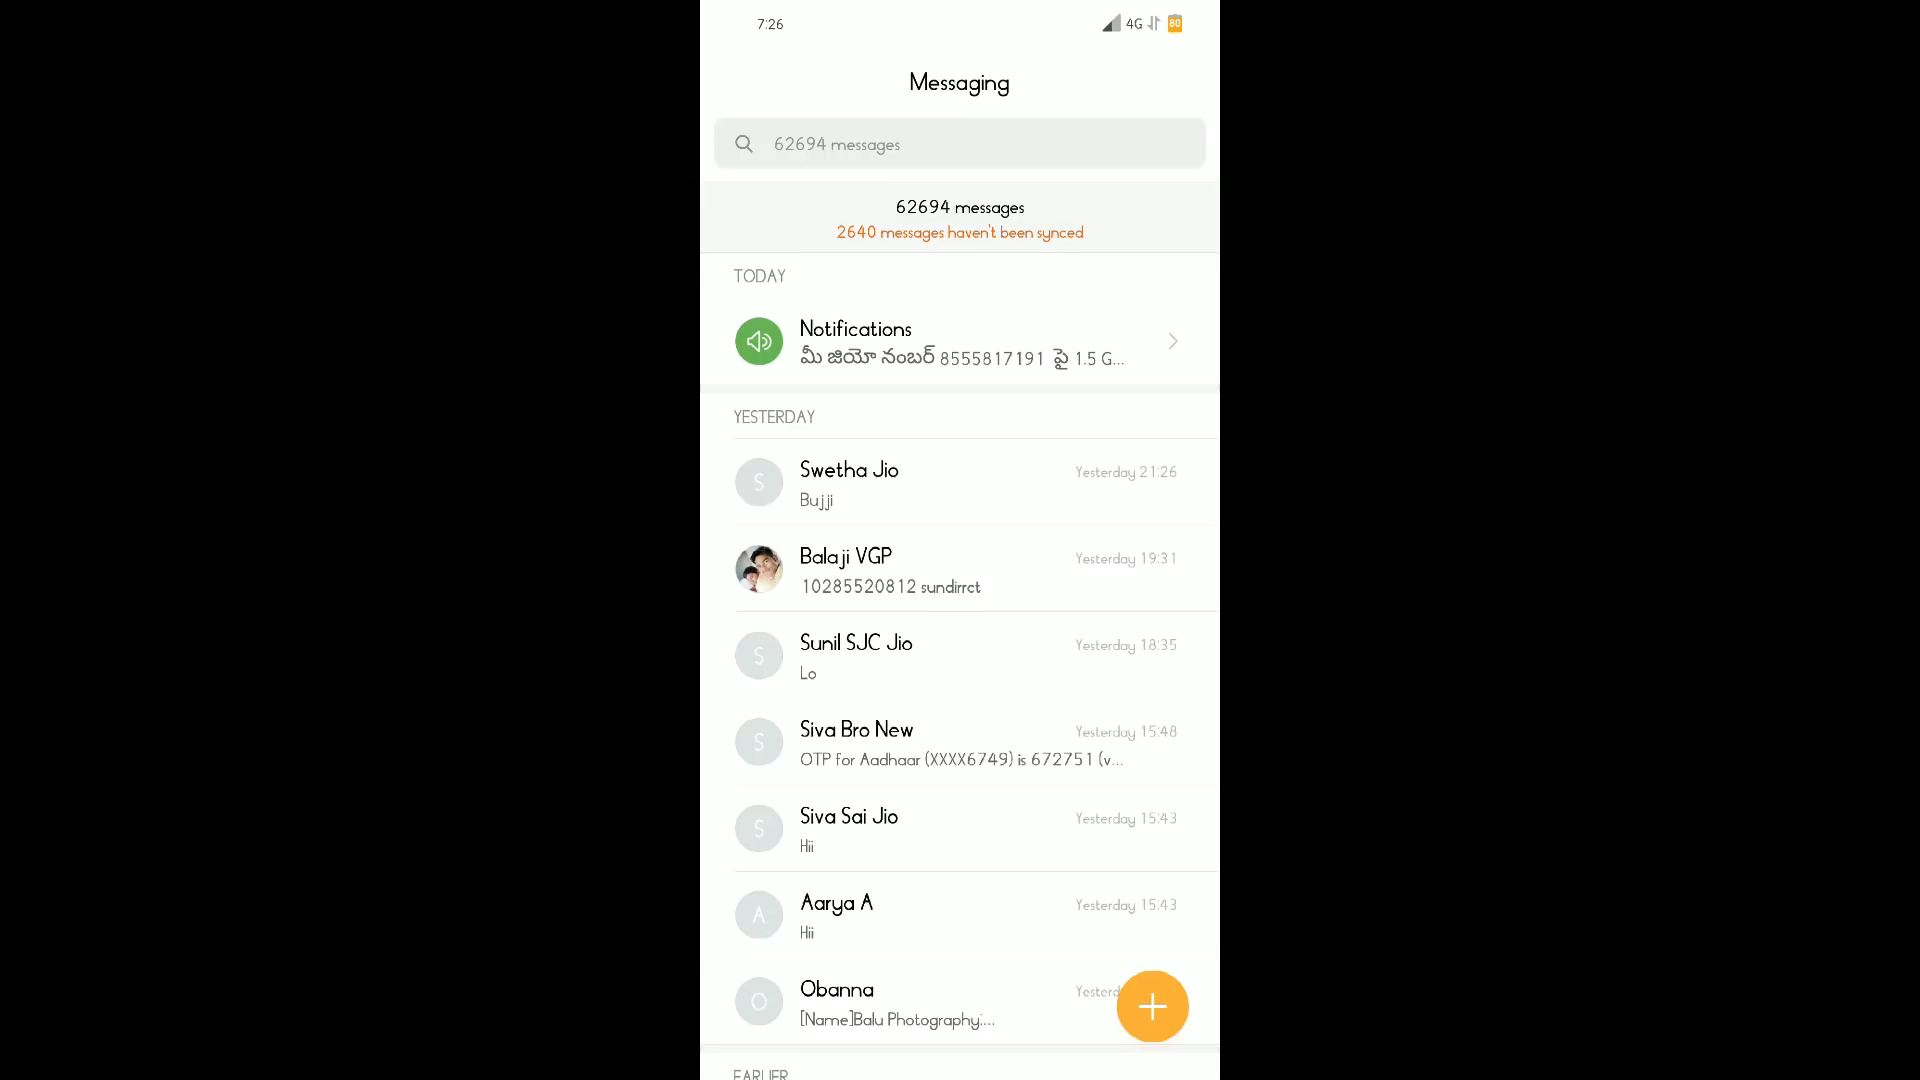 7:26
4G
80
Messaging
62694 messages
62694 messages
2640 messages haven't been synced
TODAY
Notifications
మీ జియో నంబర్ 8555817191 పై 1.5 G...
YESTERDAY
S
Swetha Jio
Yesterday 21:26
Bujji
Balaji VGP
Yesterday 19:31
10285520812 sundirrct
S
Sunil SJC Jio
Yesterday 18:35
Lo
S
Siva Bro New
Yesterday 15:48
OTP for Aadhaar (XXXX6749) is 672751 (v...
S
Siva Sai Jio
Yesterday 15:43
Hii
A
Aarya A
Yesterday 15:43
Hii
O
Obanna
Yesterd
[Name]Balu Photography:...
EARLIER